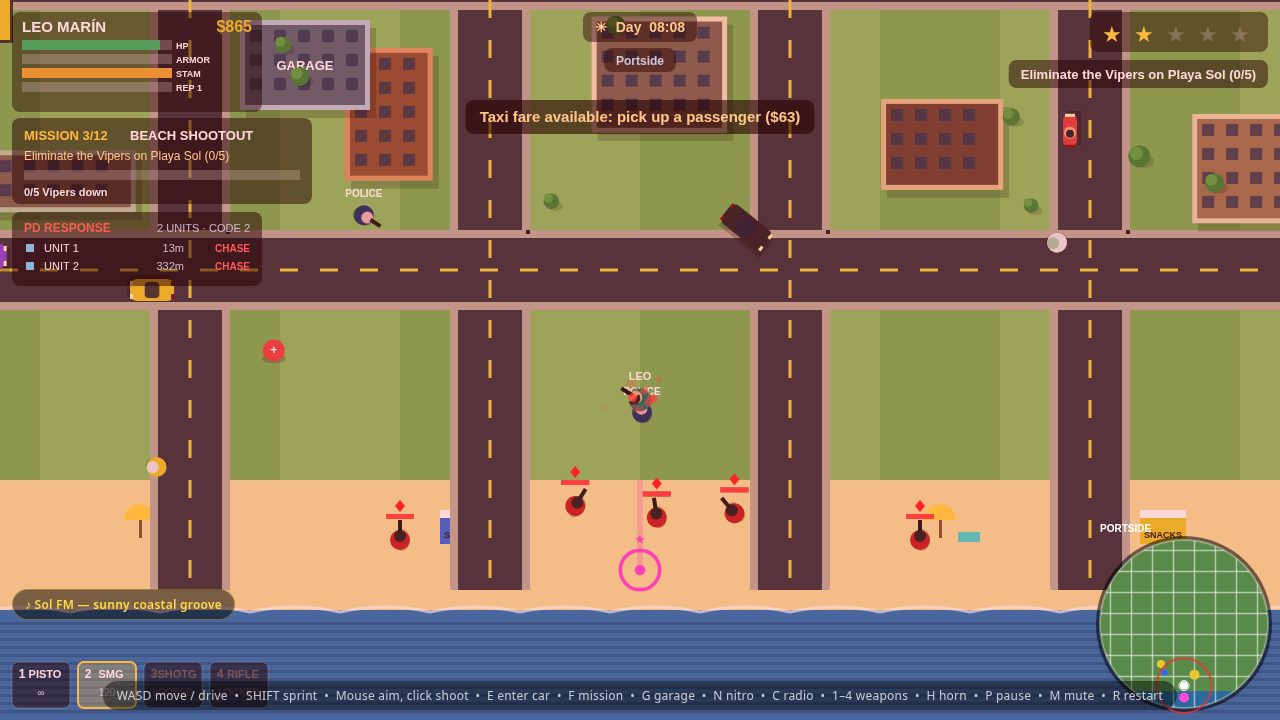 LEO MARÍN $865
HP
ARMOR
STAM
REP 1
GARAGE
☀ Day 08:08
Portside
★ ★ ★ ★ ★
Eliminate the Vipers on Playa Sol (0/5)
Taxi fare available: pick up a passenger ($63)
MISSION 3/12 BEACH SHOOTOUT
Eliminate the Vipers on Playa Sol (0/5)
0/5 Vipers down
POLICE
PD RESPONSE 2 UNITS · CODE 2
UNIT 1 13m CHASE
UNIT 2 332m CHASE
+
LEO
POLICE
S
PORTSIDE
SNACKS
♪ Sol FM — sunny coastal groove
1 PISTO 2 SMG 3 SHOTG 4 RIFLE
∞ 120
WASD move / drive • SHIFT sprint • Mouse aim, click shoot • E enter car • F mission • G garage • N nitro • C radio • 1–4 weapons • H horn • P pause • M mute • R restart